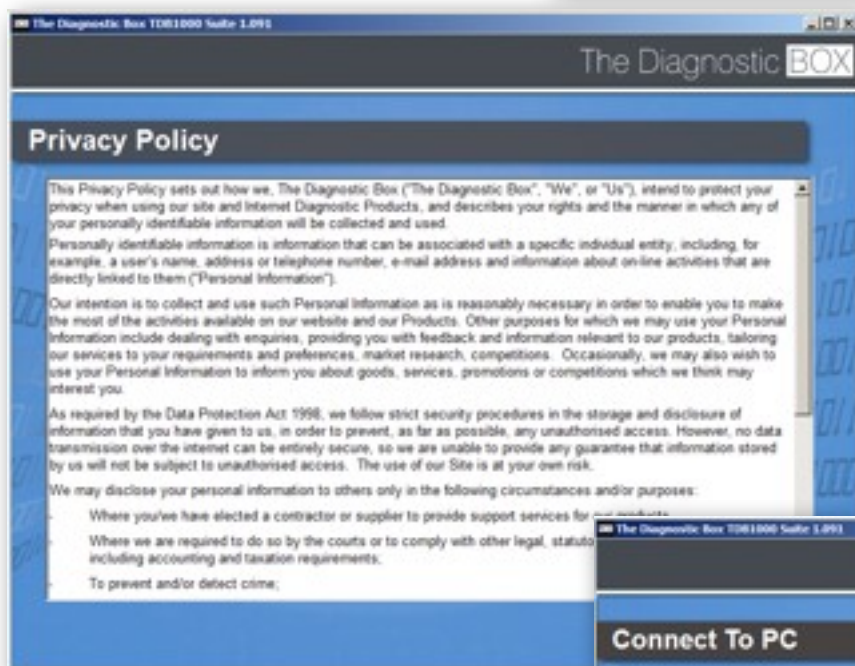 The Diagnostic Box TDB1000 Suite 1.091
The Diagnostic BOX
Privacy Policy
This Privacy Policy sets out how we, The Diagnostic Box ("The Diagnostic Box", "We", or "Us"), intend to protect your
privacy when using our site and Internet Diagnostic Products, and describes your rights and the manner in which any of
your personally identifiable information will be collected and used.
Personally identifiable information is information that can be associated with a specific individual entity, including, for
example, a user's name, address or telephone number, e-mail address and information about on-line activities that are
directly linked to them ("Personal Information").
Our intention is to collect and use such Personal Information as is reasonably necessary in order to enable you to make
the most of the activities available on our website and our Products. Other purposes for which we may use your Personal
Information include dealing with enquiries, providing you with feedback and information relevant to our products, tailoring
our services to your requirements and preferences, market research, competitions. Occasionally, we may also wish to
use your Personal Information to inform you about goods, services, promotions or competitions which we think may
interest you.
As required by the Data Protection Act 1998, we follow strict security procedures in the storage and disclosure of
information that you have given to us, in order to prevent, as far as possible, any unauthorised access. However, no data
transmission over the internet can be entirely secure, so we are unable to provide any guarantee that information stored
by us will not be subject to unauthorised access. The use of our Site is at your own risk.
We may disclose your personal information to others only in the following circumstances and/or purposes:
- Where you/we have elected a contractor or supplier to provide support services for
- Where we are required to do so by the courts or to comply with other legal,
including accounting and taxation requirements;
- To prevent and/or detect crime;
The Diagnostic Box TDB1000 Suite 1.091
Connect To PC